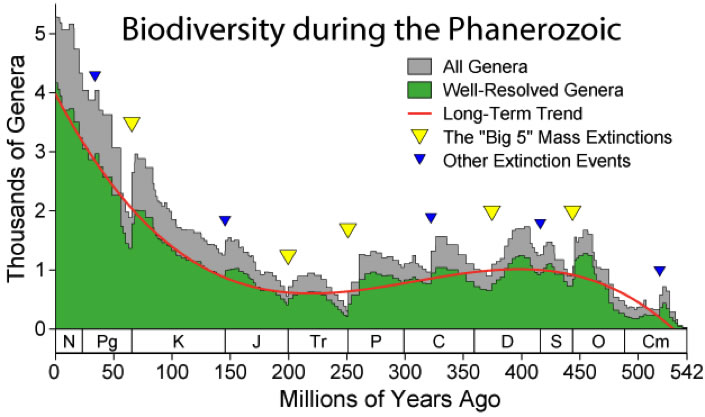 Biodiversity during the Phanerozoic
All Genera
Well-Resolved Genera
Long-Term Trend
The "Big 5" Mass Extinctions
Other Extinction Events
Thousands of Genera
5
4
3
2
1
0
N Pg K J Tr P C D S O Cm
0 50 100 150 200 250 300 350 400 450 500 542
Millions of Years Ago